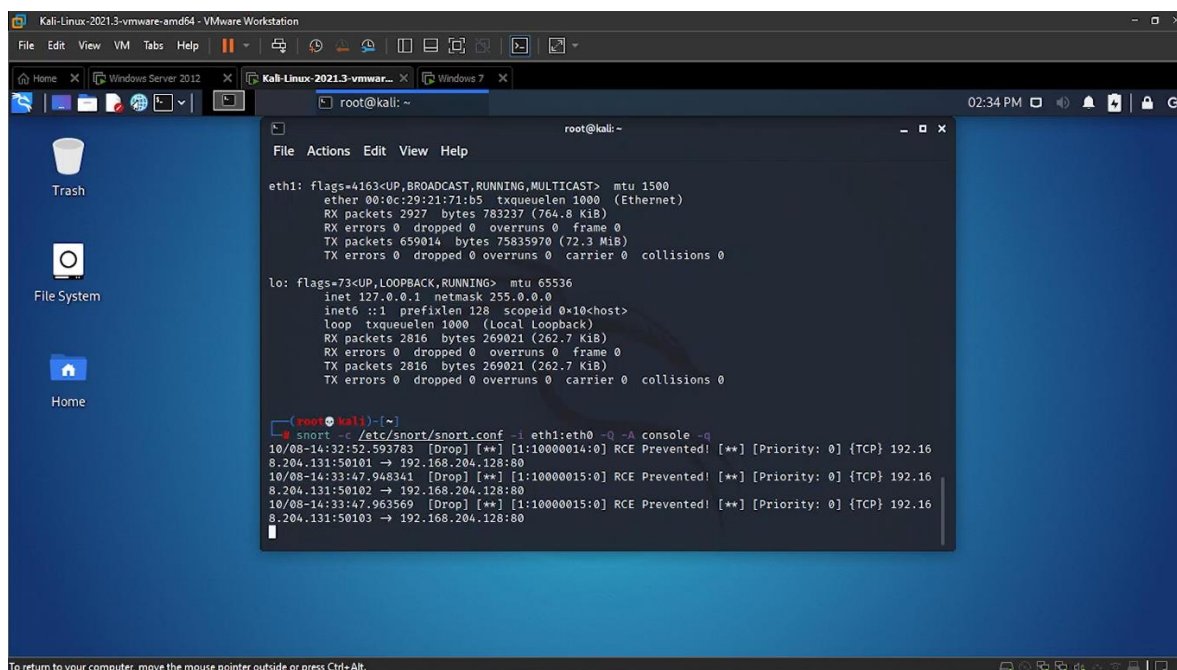 Kali-Linux-2021.3-vmware-amd64 - VMware Workstation
File Edit View VM Tabs Help
Home Windows Server 2012 Kali-Linux-2021.3-vmwar... Windows 7
root@kali: ~ 02:34 PM
root@kali: ~
File Actions Edit View Help
eth1: flags=4163<UP,BROADCAST,RUNNING,MULTICAST> mtu 1500
ether 00:0c:29:21:71:b5 txqueuelen 1000 (Ethernet)
RX packets 2927 bytes 783237 (764.8 KiB)
RX errors 0 dropped 0 overruns 0 frame 0
TX packets 659014 bytes 75835970 (72.3 MiB)
TX errors 0 dropped 0 overruns 0 carrier 0 collisions 0
lo: flags=73<UP,LOOPBACK,RUNNING> mtu 65536
inet 127.0.0.1 netmask 255.0.0.0
inet6 ::1 prefixlen 128 scopeid 0×10<host>
loop txqueuelen 1000 (Local Loopback)
RX packets 2816 bytes 269021 (262.7 KiB)
RX errors 0 dropped 0 overruns 0 frame 0
TX packets 2816 bytes 269021 (262.7 KiB)
TX errors 0 dropped 0 overruns 0 carrier 0 collisions 0
(root💀kali)-[~]
# snort -c /etc/snort/snort.conf -i eth1:eth0 -Q -A console -q
10/08-14:32:52.593783 [Drop] [**] [1:10000014:0] RCE Prevented! [**] [Priority: 0] {TCP} 192.16
8.204.131:50101 → 192.168.204.128:80
10/08-14:33:47.948341 [Drop] [**] [1:10000015:0] RCE Prevented! [**] [Priority: 0] {TCP} 192.16
8.204.131:50102 → 192.168.204.128:80
10/08-14:33:47.963569 [Drop] [**] [1:10000015:0] RCE Prevented! [**] [Priority: 0] {TCP} 192.16
8.204.131:50103 → 192.168.204.128:80
Trash
File System
Home
To return to your computer, move the mouse pointer outside or press Ctrl+Alt.